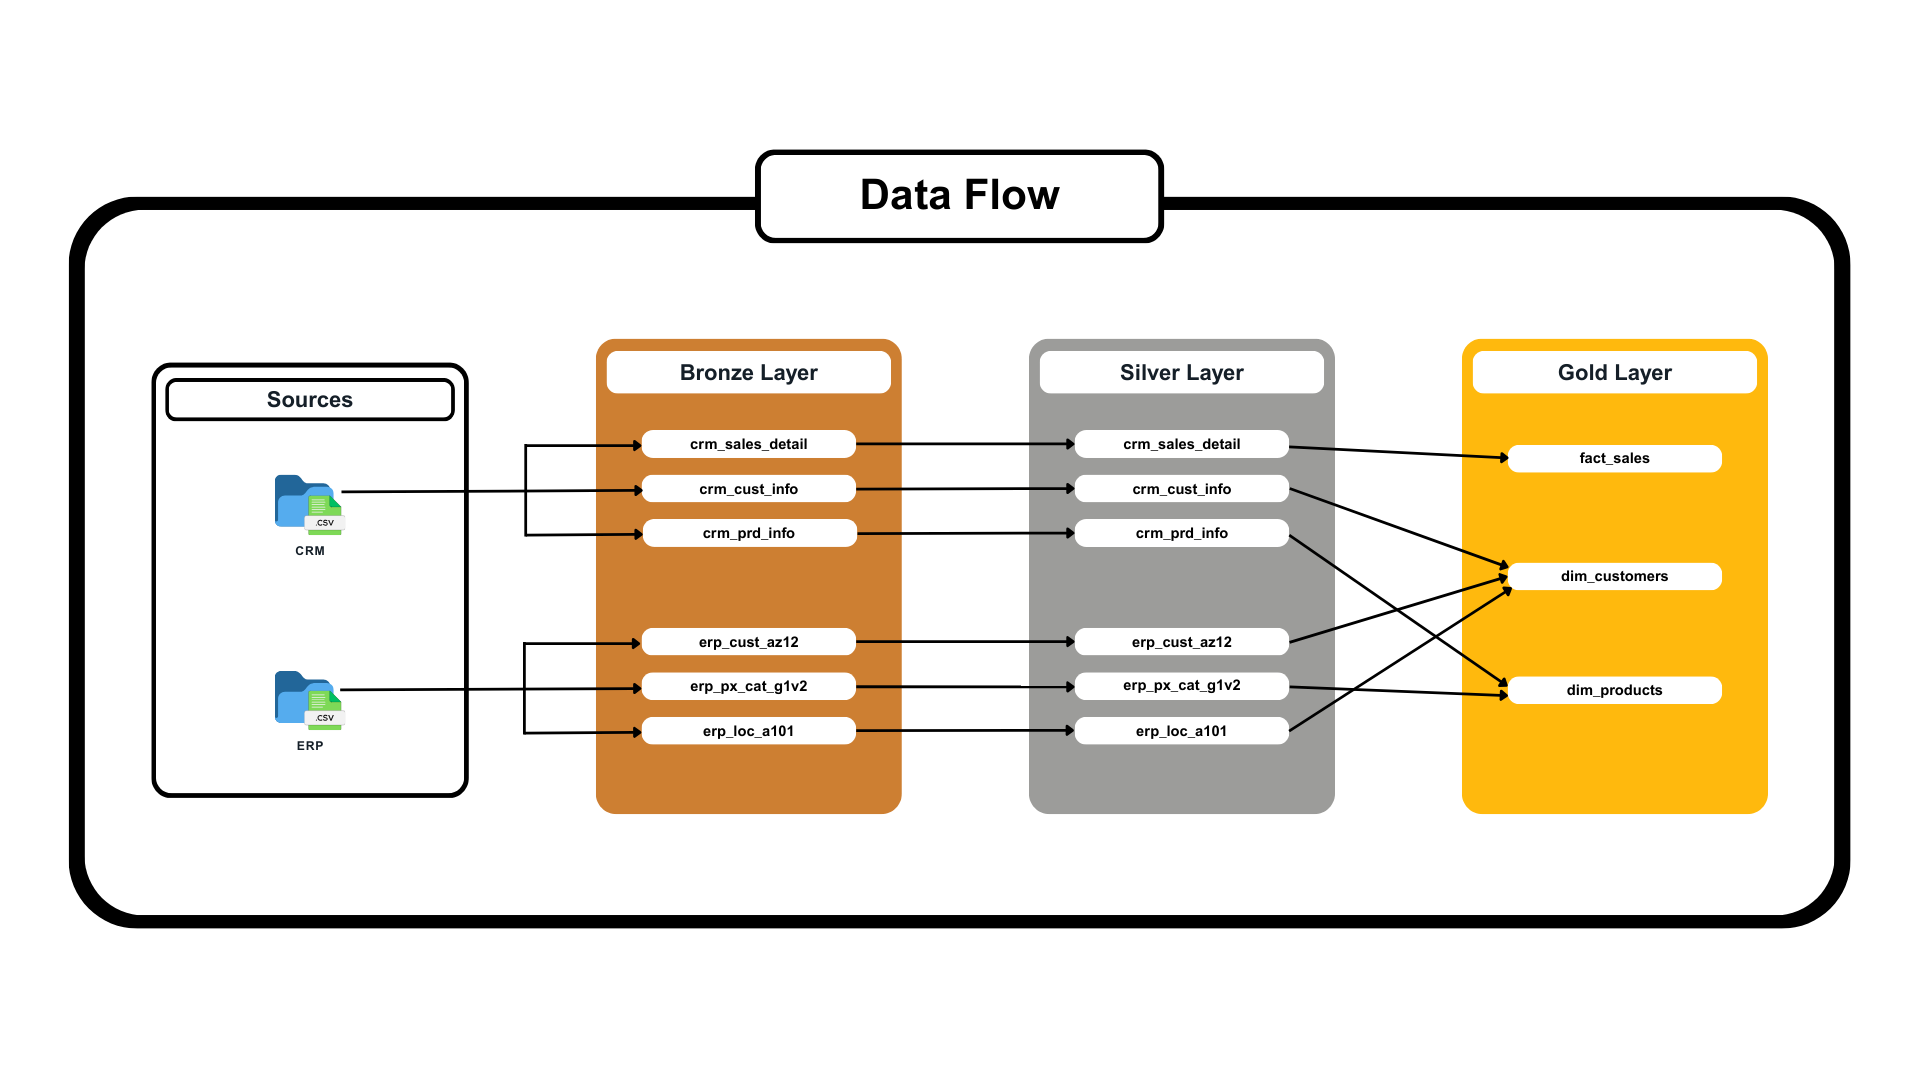 Data Flow
Sources
.CSV
CRM
.CSV
ERP
Bronze Layer
crm_sales_detail
crm_cust_info
crm_prd_info
erp_cust_az12
erp_px_cat_g1v2
erp_loc_a101
Silver Layer
crm_sales_detail
crm_cust_info
crm_prd_info
erp_cust_az12
erp_px_cat_g1v2
erp_loc_a101
Gold Layer
fact_sales
dim_customers
dim_products